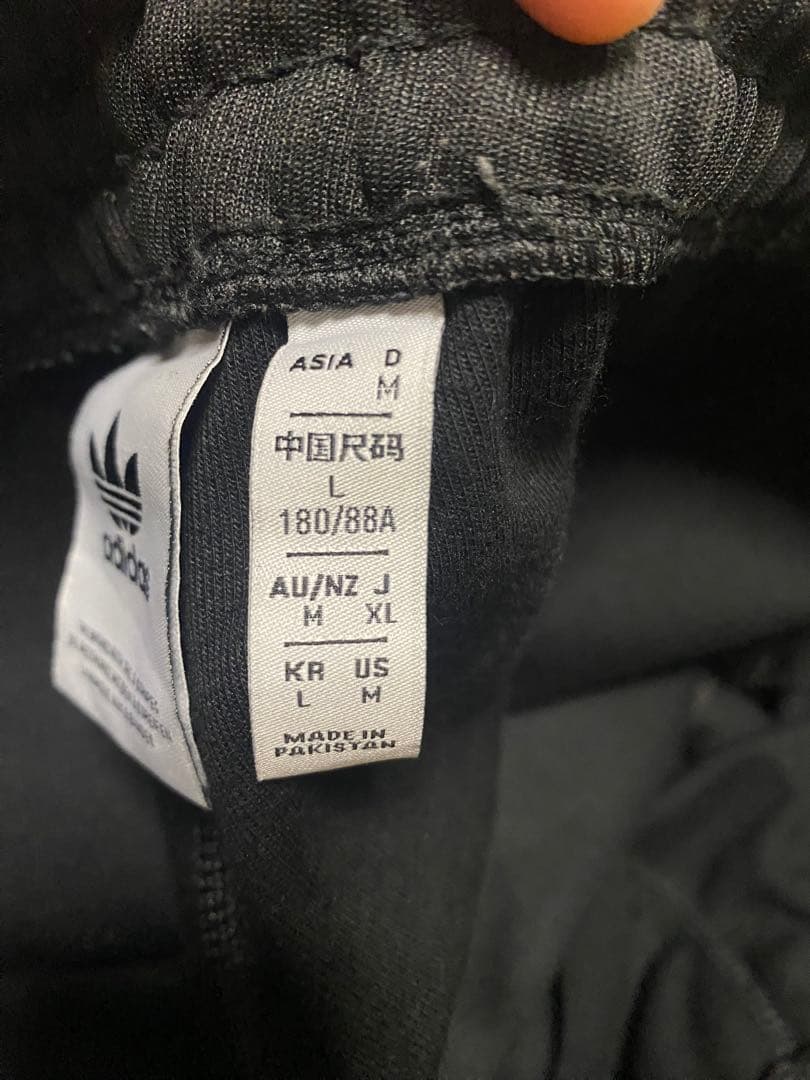 adidas
ASIA D
M
中国尺码
L
180/88A
AU/NZ J
M XL
KR US
L M
MADE IN
PAKISTAN